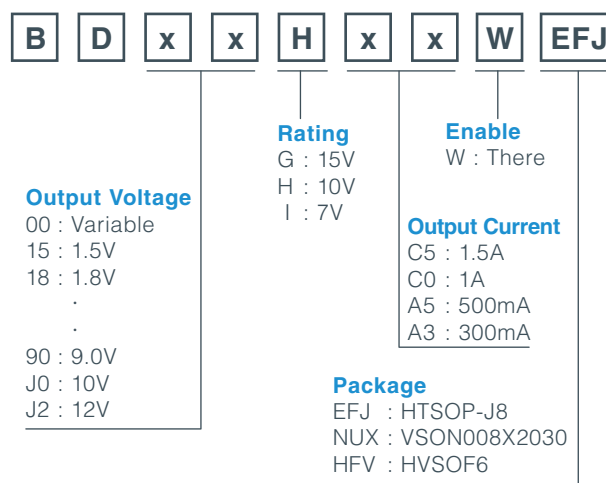 B D x x H x x W EFJ
Rating
G : 15V
H : 10V
I : 7V
Enable
W : There
Output Voltage
00 : Variable
15 : 1.5V
18 : 1.8V
.
.
90 : 9.0V
J0 : 10V
J2 : 12V
Output Current
C5 : 1.5A
C0 : 1A
A5 : 500mA
A3 : 300mA
Package
EFJ : HTSOP-J8
NUX : VSON008X2030
HFV : HVSOF6